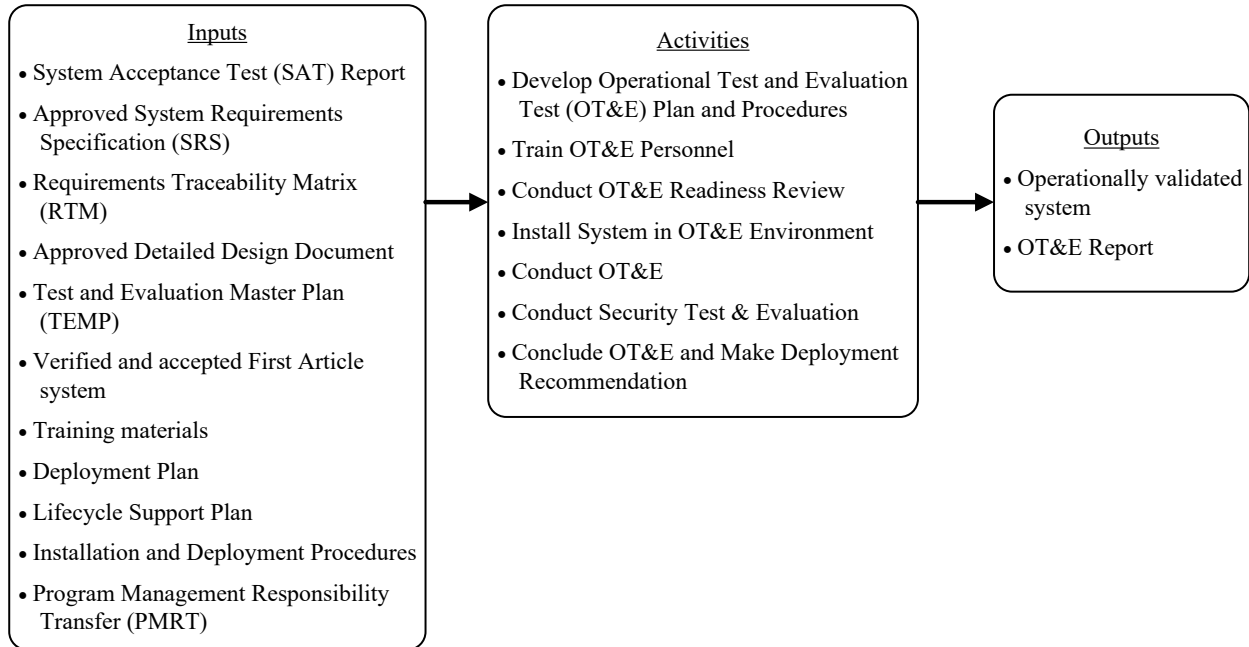 Inputs
• System Acceptance Test (SAT) Report
• Approved System Requirements
Specification (SRS)
• Requirements Traceability Matrix
(RTM)
• Approved Detailed Design Document
• Test and Evaluation Master Plan
(TEMP)
• Verified and accepted First Article
system
• Training materials
• Deployment Plan
• Lifecycle Support Plan
• Installation and Deployment Procedures
• Program Management Responsibility
Transfer (PMRT)
Activities
• Develop Operational Test and Evaluation
Test (OT&E) Plan and Procedures
• Train OT&E Personnel
• Conduct OT&E Readiness Review
• Install System in OT&E Environment
• Conduct OT&E
• Conduct Security Test & Evaluation
• Conclude OT&E and Make Deployment
Recommendation
Outputs
• Operationally validated
system
• OT&E Report